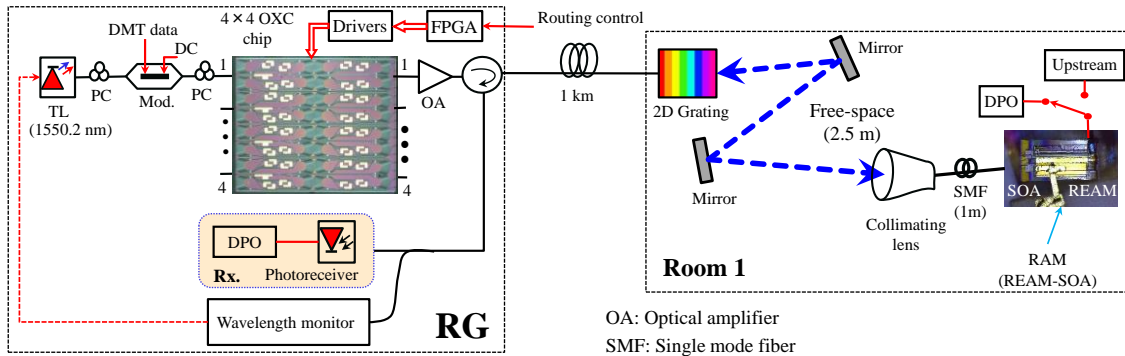 DMT data
DC
TL
(1550.2 nm)
PC
Mod.
PC
4×4 OXC
chip
Drivers
FPGA
Routing control
1
4
1
4
OA
1 km
DPO
Rx.
Photoreceiver
Wavelength monitor
RG
2D Grating
Mirror
Free-space
(2.5 m)
Mirror
Collimating
lens
SMF
(1m)
Upstream
DPO
SOA
REAM
RAM
(REAM-SOA)
Room 1
OA: Optical amplifier
SMF: Single mode fiber